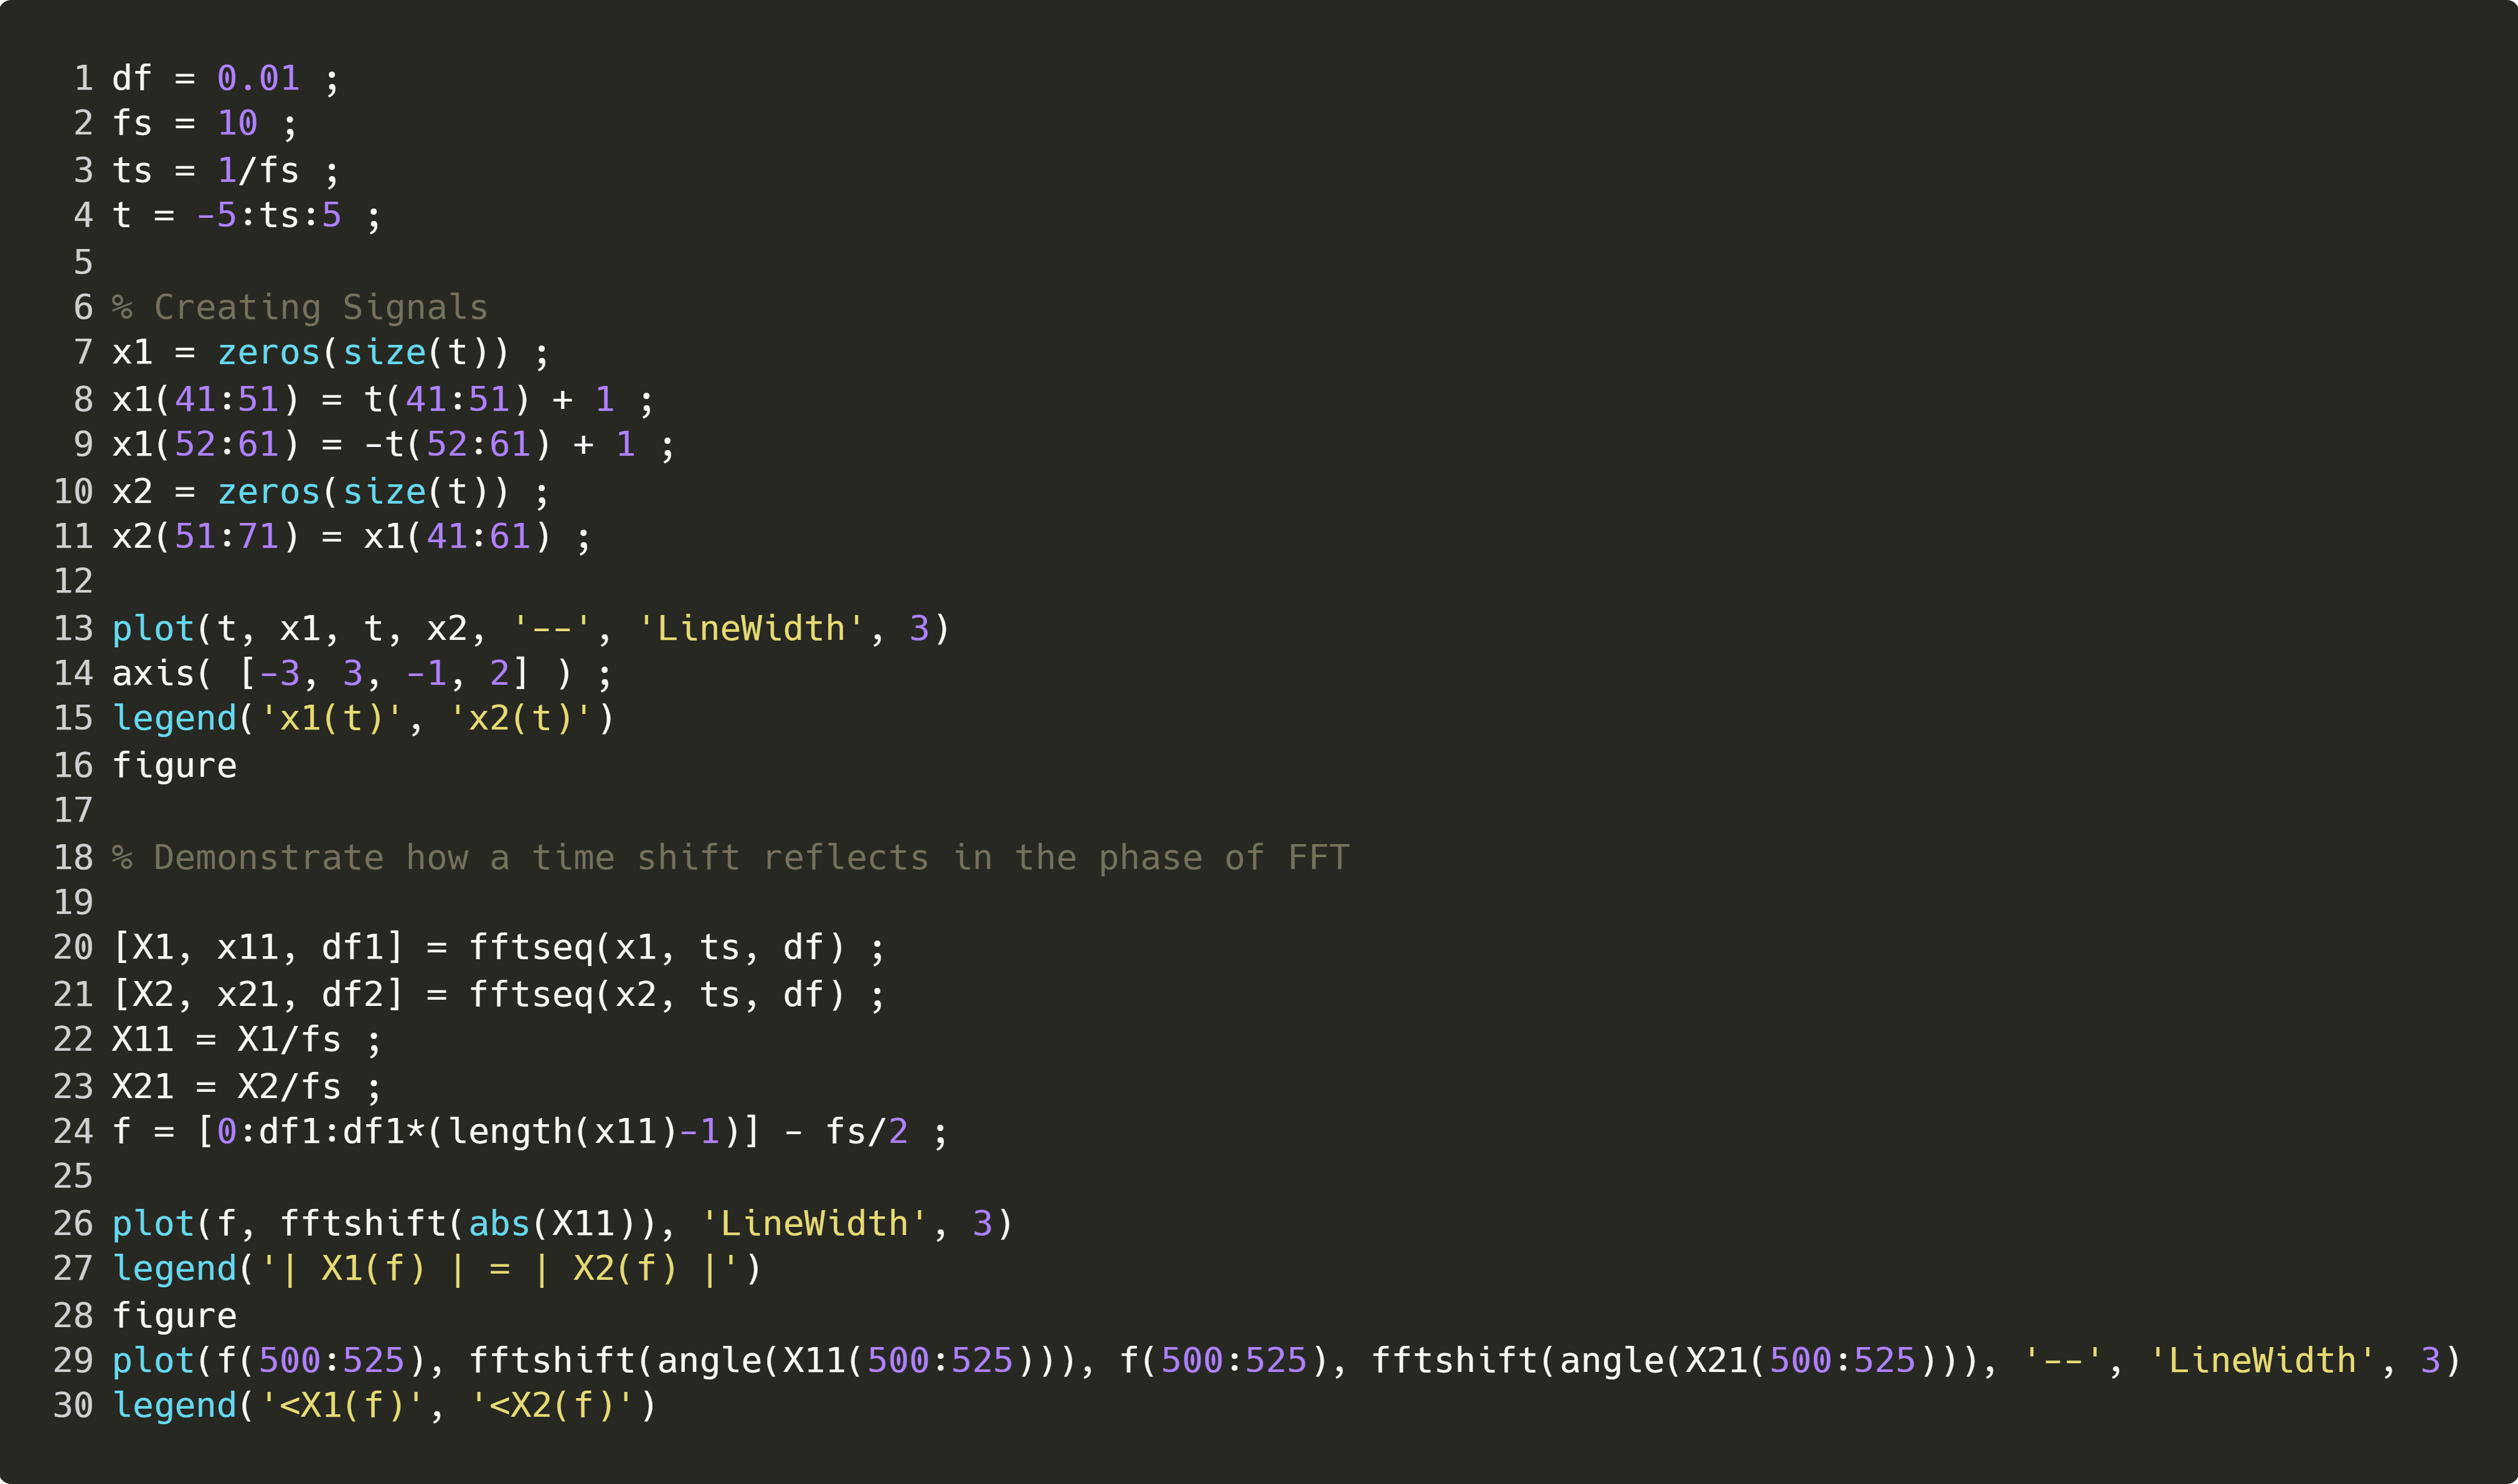 1 df = 0.01 ;
2 fs = 10 ;
3 ts = 1/fs ;
4 t = -5:ts:5 ;
5
6 % Creating Signals
7 x1 = zeros(size(t)) ;
8 x1(41:51) = t(41:51) + 1 ;
9 x1(52:61) = -t(52:61) + 1 ;
10 x2 = zeros(size(t)) ;
11 x2(51:71) = x1(41:61) ;
12
13 plot(t, x1, t, x2, '--', 'LineWidth', 3)
14 axis( [-3, 3, -1, 2] ) ;
15 legend('x1(t)', 'x2(t)')
16 figure
17
18 % Demonstrate how a time shift reflects in the phase of FFT
19
20 [X1, x11, df1] = fftseq(x1, ts, df) ;
21 [X2, x21, df2] = fftseq(x2, ts, df) ;
22 X11 = X1/fs ;
23 X21 = X2/fs ;
24 f = [0:df1:df1*(length(x11)-1)] - fs/2 ;
25
26 plot(f, fftshift(abs(X11)), 'LineWidth', 3)
27 legend('| X1(f) | = | X2(f) |')
28 figure
29 plot(f(500:525), fftshift(angle(X11(500:525))), f(500:525), fftshift(angle(X21(500:525))), '--', 'LineWidth', 3)
30 legend('<X1(f)', '<X2(f)')